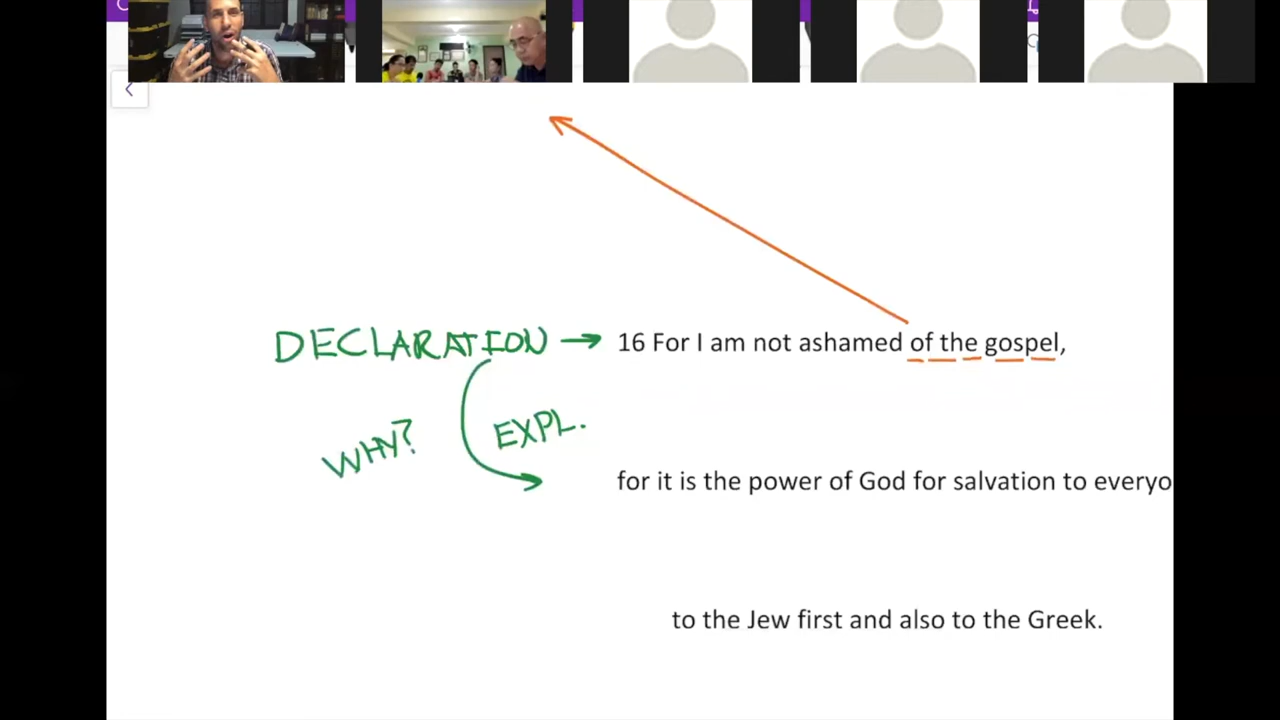 DECLARATION → 16 For I am not ashamed of the gospel,
WHY? EXPL.
for it is the power of God for salvation to everyo
to the Jew first and also to the Greek.